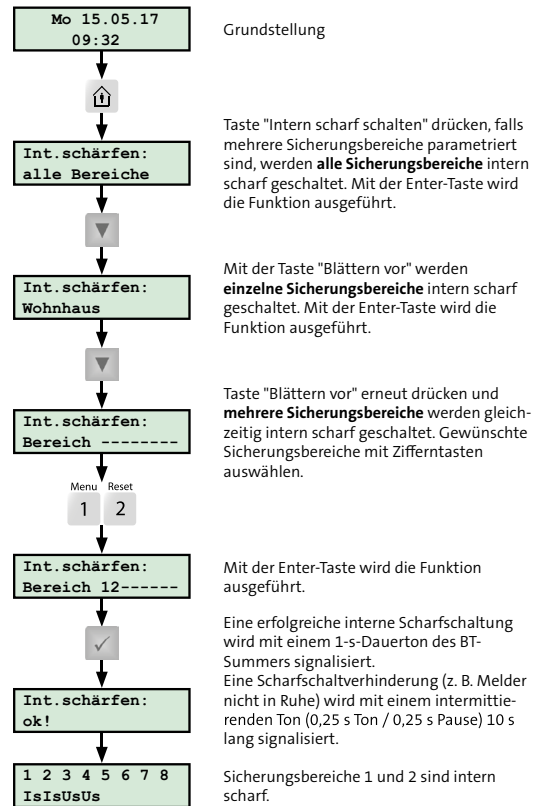 Mo 15.05.17
09:32
Grundstellung
Int.schärfen:
alle Bereiche
Taste "Intern scharf schalten" drücken, falls
mehrere Sicherungsbereiche parametriert
sind, werden alle Sicherungsbereiche intern
scharf geschaltet. Mit der Enter-Taste wird
die Funktion ausgeführt.
Int.schärfen:
Wohnhaus
Mit der Taste "Blättern vor" werden
einzelne Sicherungsbereiche intern scharf
geschaltet. Mit der Enter-Taste wird die
Funktion ausgeführt.
Int.schärfen:
Bereich --------
Taste "Blättern vor" erneut drücken und
mehrere Sicherungsbereiche werden gleich-
zeitig intern scharf geschaltet. Gewünschte
Sicherungsbereiche mit Zifferntasten
auswählen.
Menu Reset
1 2
Int.schärfen:
Bereich 12------
Mit der Enter-Taste wird die Funktion
ausgeführt.
Eine erfolgreiche interne Scharfschaltung
wird mit einem 1-s-Dauerton des BT-
Summers signalisiert.
Eine Scharfschaltverhinderung (z. B. Melder
nicht in Ruhe) wird mit einem intermittie-
renden Ton (0,25 s Ton / 0,25 s Pause) 10 s
lang signalisiert.
Int.schärfen:
ok!
1 2 3 4 5 6 7 8
IsIsUsUs
Sicherungsbereiche 1 und 2 sind intern
scharf.